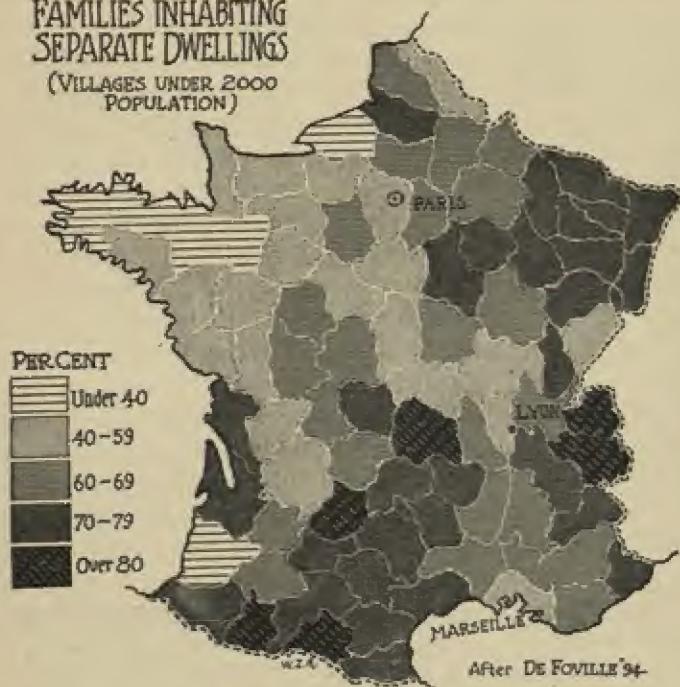 FAMILIES INHABITING
SEPARATE DWELLINGS
(VILLAGES UNDER 2000
POPULATION)
PARIS
PER CENT
Under 40
40-59
60-69
70-79
Over 80
LYON
MARSEILLE
W.Z.R.
After DE FOVILLE '94